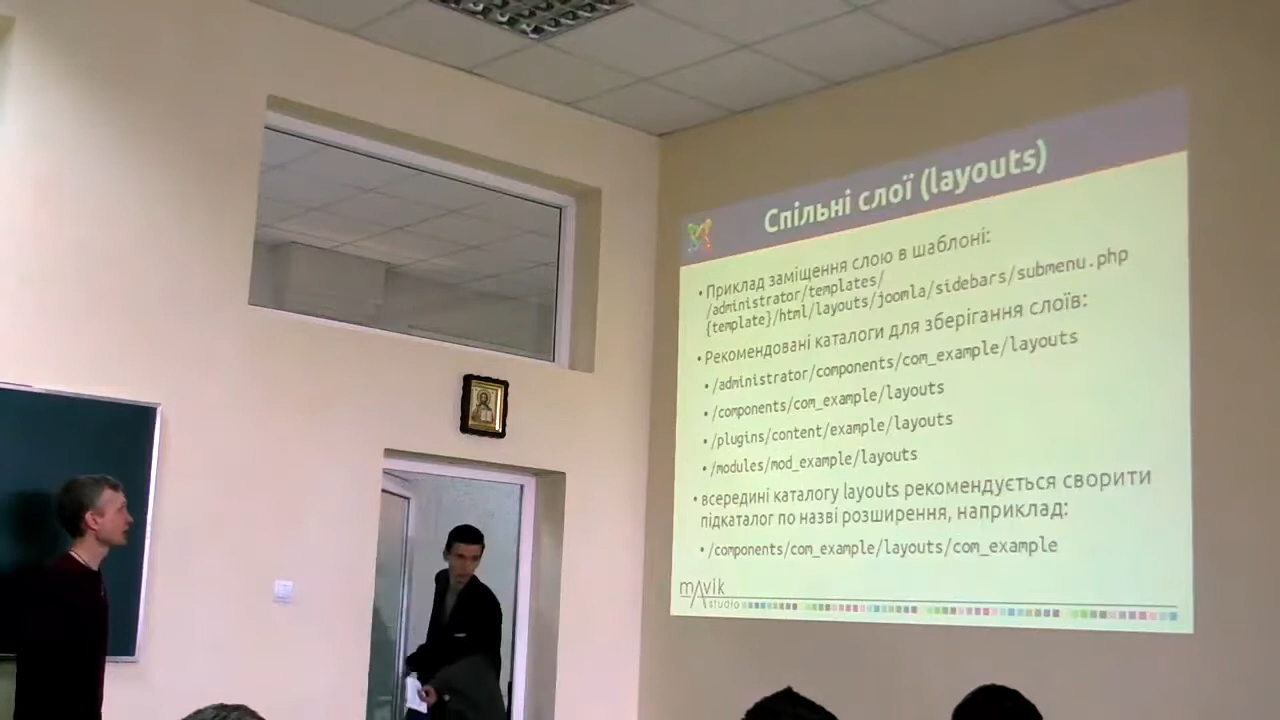 Спільні слої (layouts)
• Приклад заміщення слою в шаблоні:
/administrator/templates/
{template}/html/layouts/joomla/sidebars/submenu.php
• Рекомендовані каталоги для зберігання слоїв:
• /administrator/components/com_example/layouts
• /components/com_example/layouts
• /plugins/content/example/layouts
• /modules/mod_example/layouts
• всередині каталогу layouts рекомендується сворити
підкаталог по назві розширення, наприклад:
• /components/com_example/layouts/com_example
mavik
studio